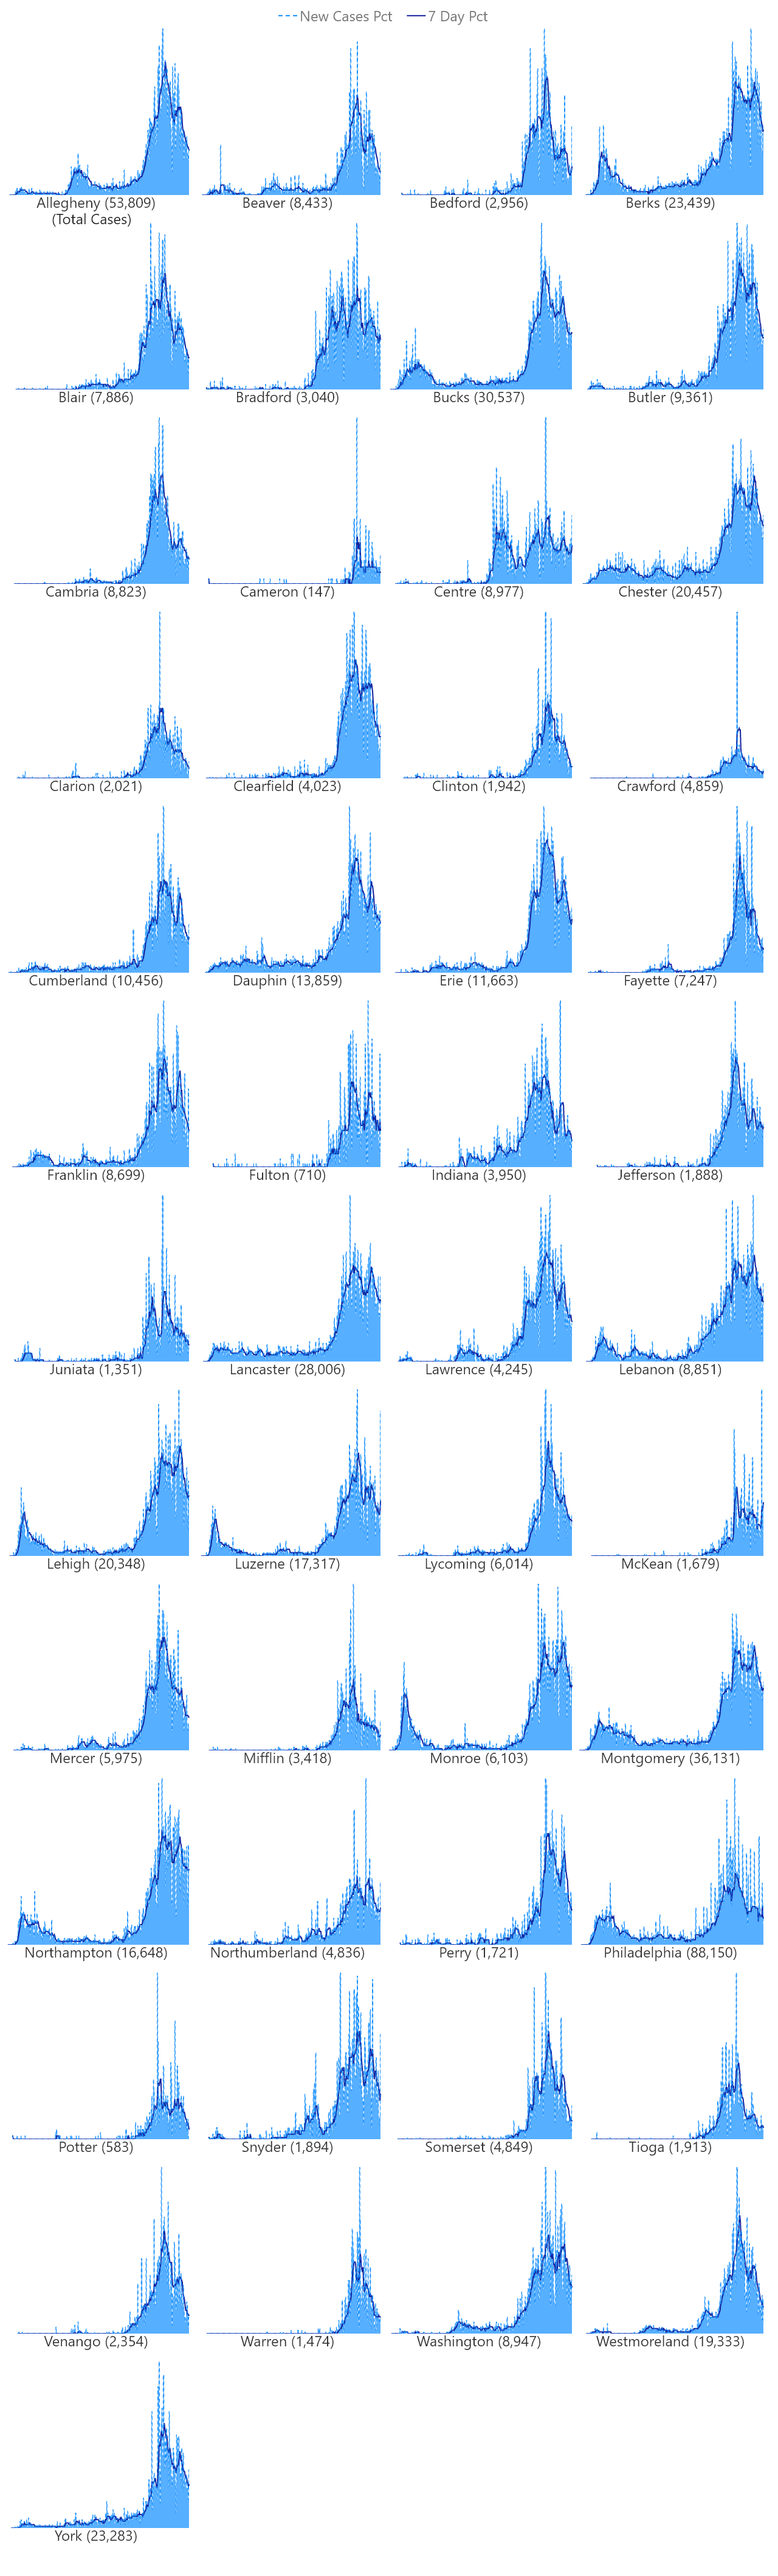 New Cases Pct 7 Day Pct
Allegheny (53,809) Beaver (8,433) Bedford (2,956) Berks (23,439)
(Total Cases)
Blair (7,886) Bradford (3,040) Bucks (30,537) Butler (9,361)
Cambria (8,823) Cameron (147) Centre (8,977) Chester (20,457)
Clarion (2,021) Clearfield (4,023) Clinton (1,942) Crawford (4,859)
Cumberland (10,456) Dauphin (13,859) Erie (11,663) Fayette (7,247)
Franklin (8,699) Fulton (710) Indiana (3,950) Jefferson (1,888)
Juniata (1,351) Lancaster (28,006) Lawrence (4,245) Lebanon (8,851)
Lehigh (20,348) Luzerne (17,317) Lycoming (6,014) McKean (1,679)
Mercer (5,975) Mifflin (3,418) Monroe (6,103) Montgomery (36,131)
Northampton (16,648) Northumberland (4,836) Perry (1,721) Philadelphia (88,150)
Potter (583) Snyder (1,894) Somerset (4,849) Tioga (1,913)
Venango (2,354) Warren (1,474) Washington (8,947) Westmoreland (19,333)
York (23,283)